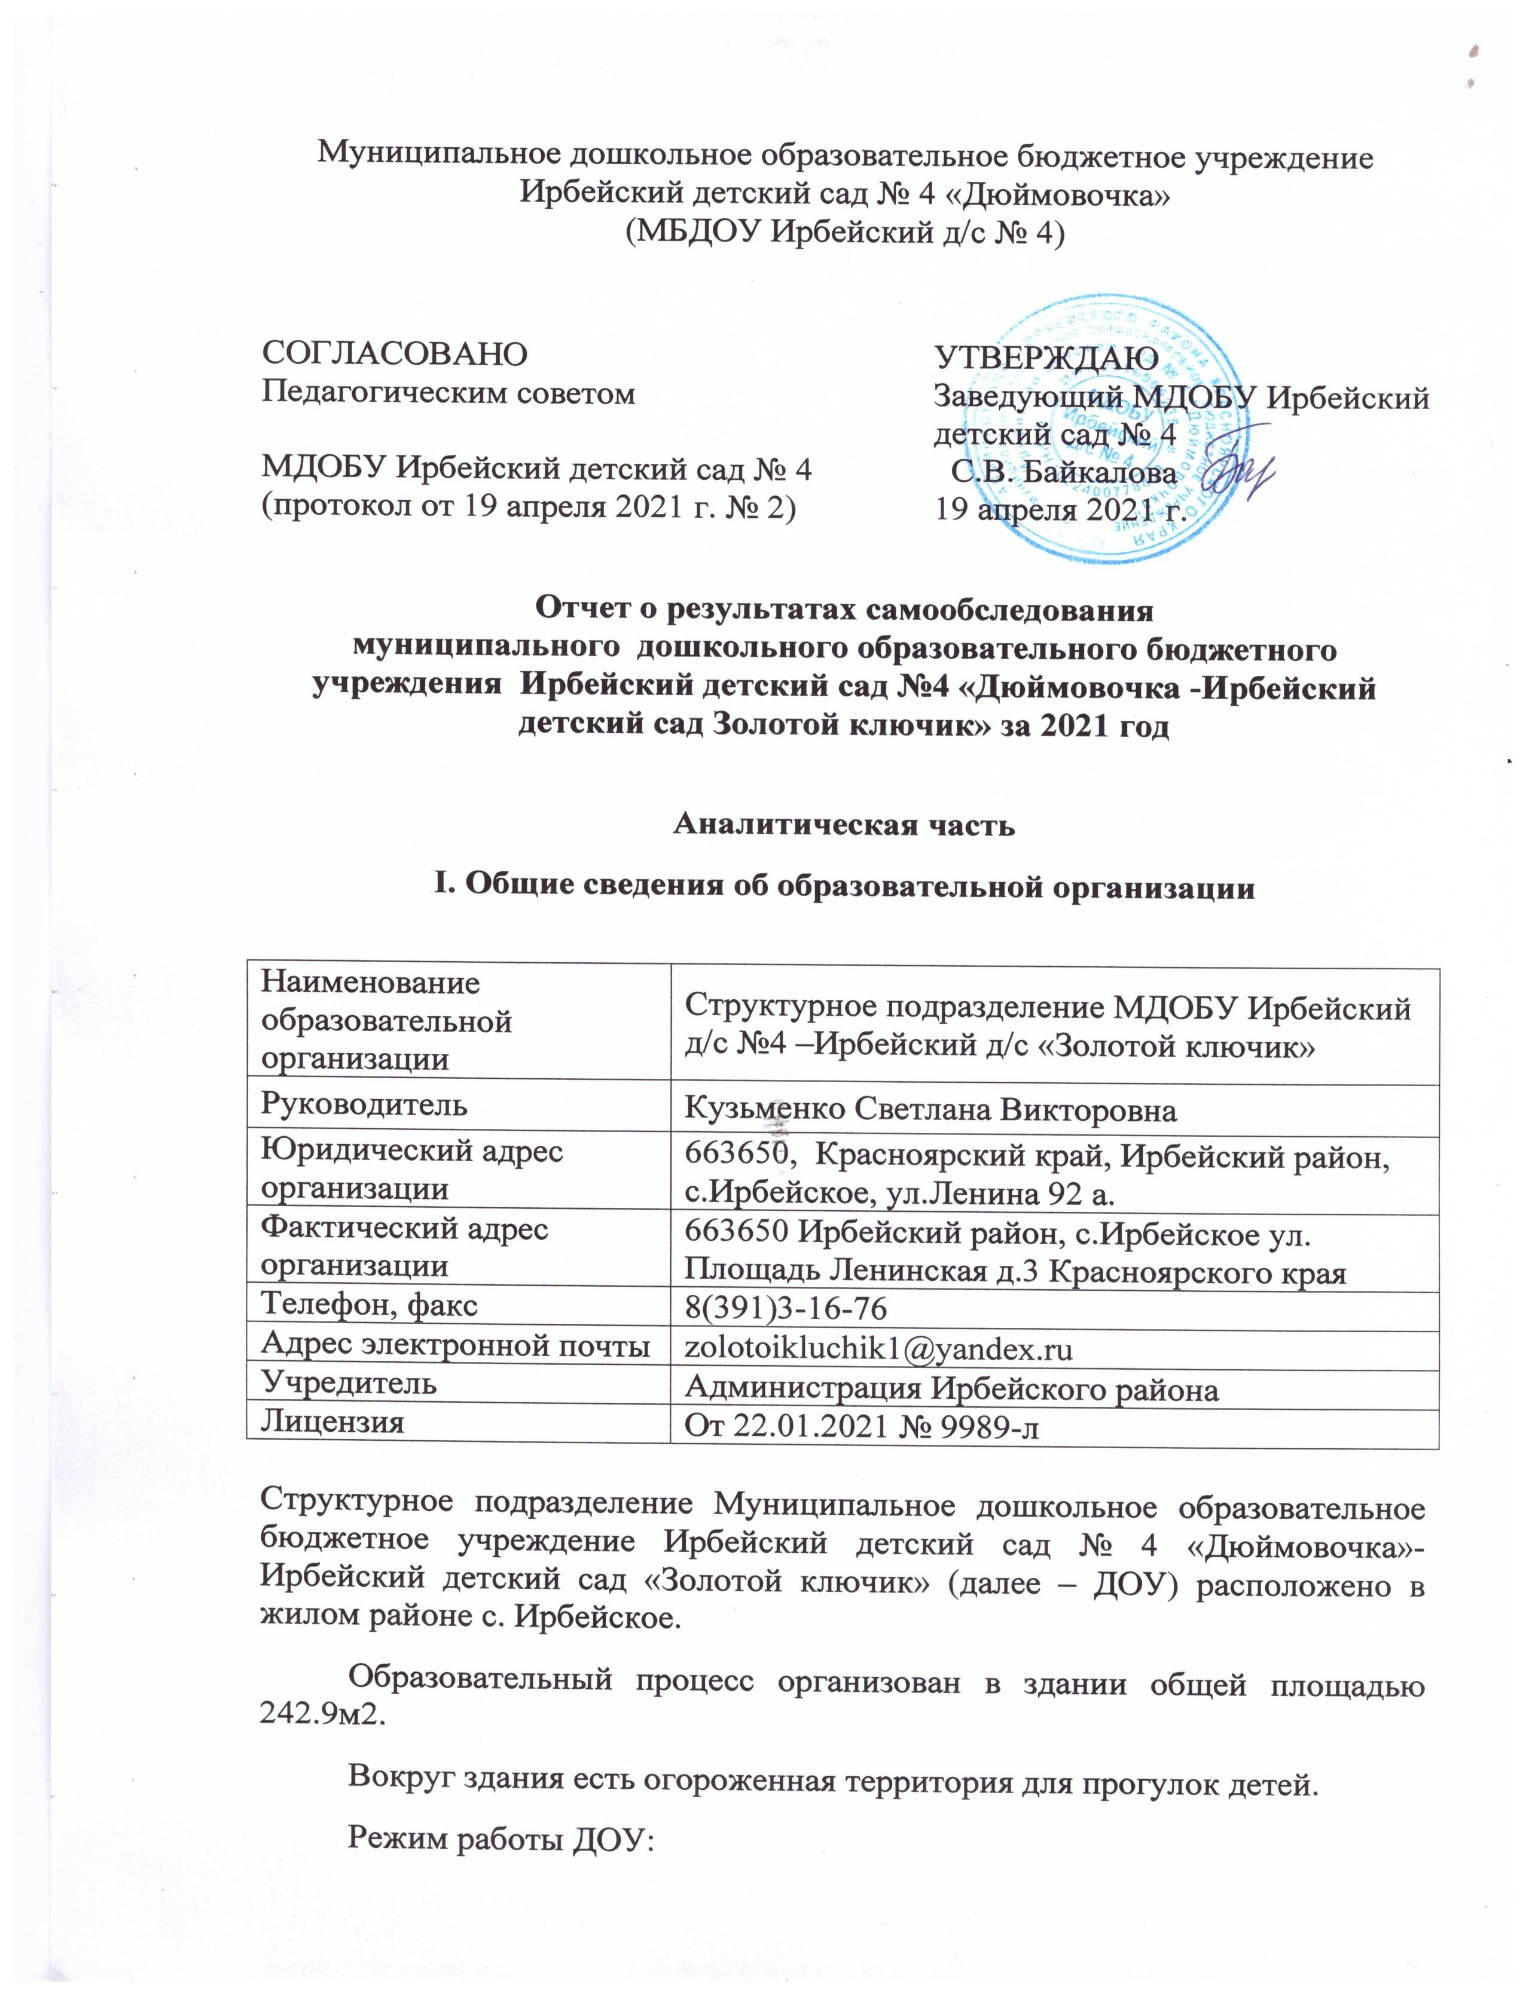 Муниципальное дошкольное образовательное бюджетное учреждение
Ирбейский детский сад № 4 «Дюймовочка»
(МБДОУ Ирбейский д/с № 4)
СОГЛАСОВАНО
Педагогическим советом
МДОБУ Ирбейский детский сад № 4
(протокол от 19 апреля 2021 г. № 2)
УТВЕРЖДАЮ
Заведующий МДОБУ Ирбейский
детский сад № 4
С.В. Байкалова
19 апреля 2021 г.
МДОБУ
Ирбейский
д/с № 4
Отчет о результатах самообследования
муниципального дошкольного образовательного бюджетного
учреждения Ирбейский детский сад №4 «Дюймовочка -Ирбейский
детский сад Золотой ключик» за 2021 год
Аналитическая часть
I. Общие сведения об образовательной организации
Наименование
образовательной
организации
Структурное подразделение МДОБУ Ирбейский
д/с №4 –Ирбейский д/с «Золотой ключик»
Руководитель
Кузьменко Светлана Викторовна
Юридический адрес
организации
663650, Красноярский край, Ирбейский район,
с.Ирбейское, ул.Ленина 92 а.
Фактический адрес
организации
663650 Ирбейский район, с.Ирбейское ул.
Площадь Ленинская д.3 Красноярского края
Телефон, факс
8(391)3-16-76
Адрес электронной почты
zolotoikluchik1@yandex.ru
Учредитель
Администрация Ирбейского района
Лицензия
От 22.01.2021 № 9989-л
Структурное подразделение Муниципальное дошкольное образовательное
бюджетное учреждение Ирбейский детский сад № 4 «Дюймовочка»-
Ирбейский детский сад «Золотой ключик» (далее – ДОУ) расположено в
жилом районе с. Ирбейское.
Образовательный процесс организован в здании общей площадью
242.9м2.
Вокруг здания есть огороженная территория для прогулок детей.
Режим работы ДОУ: